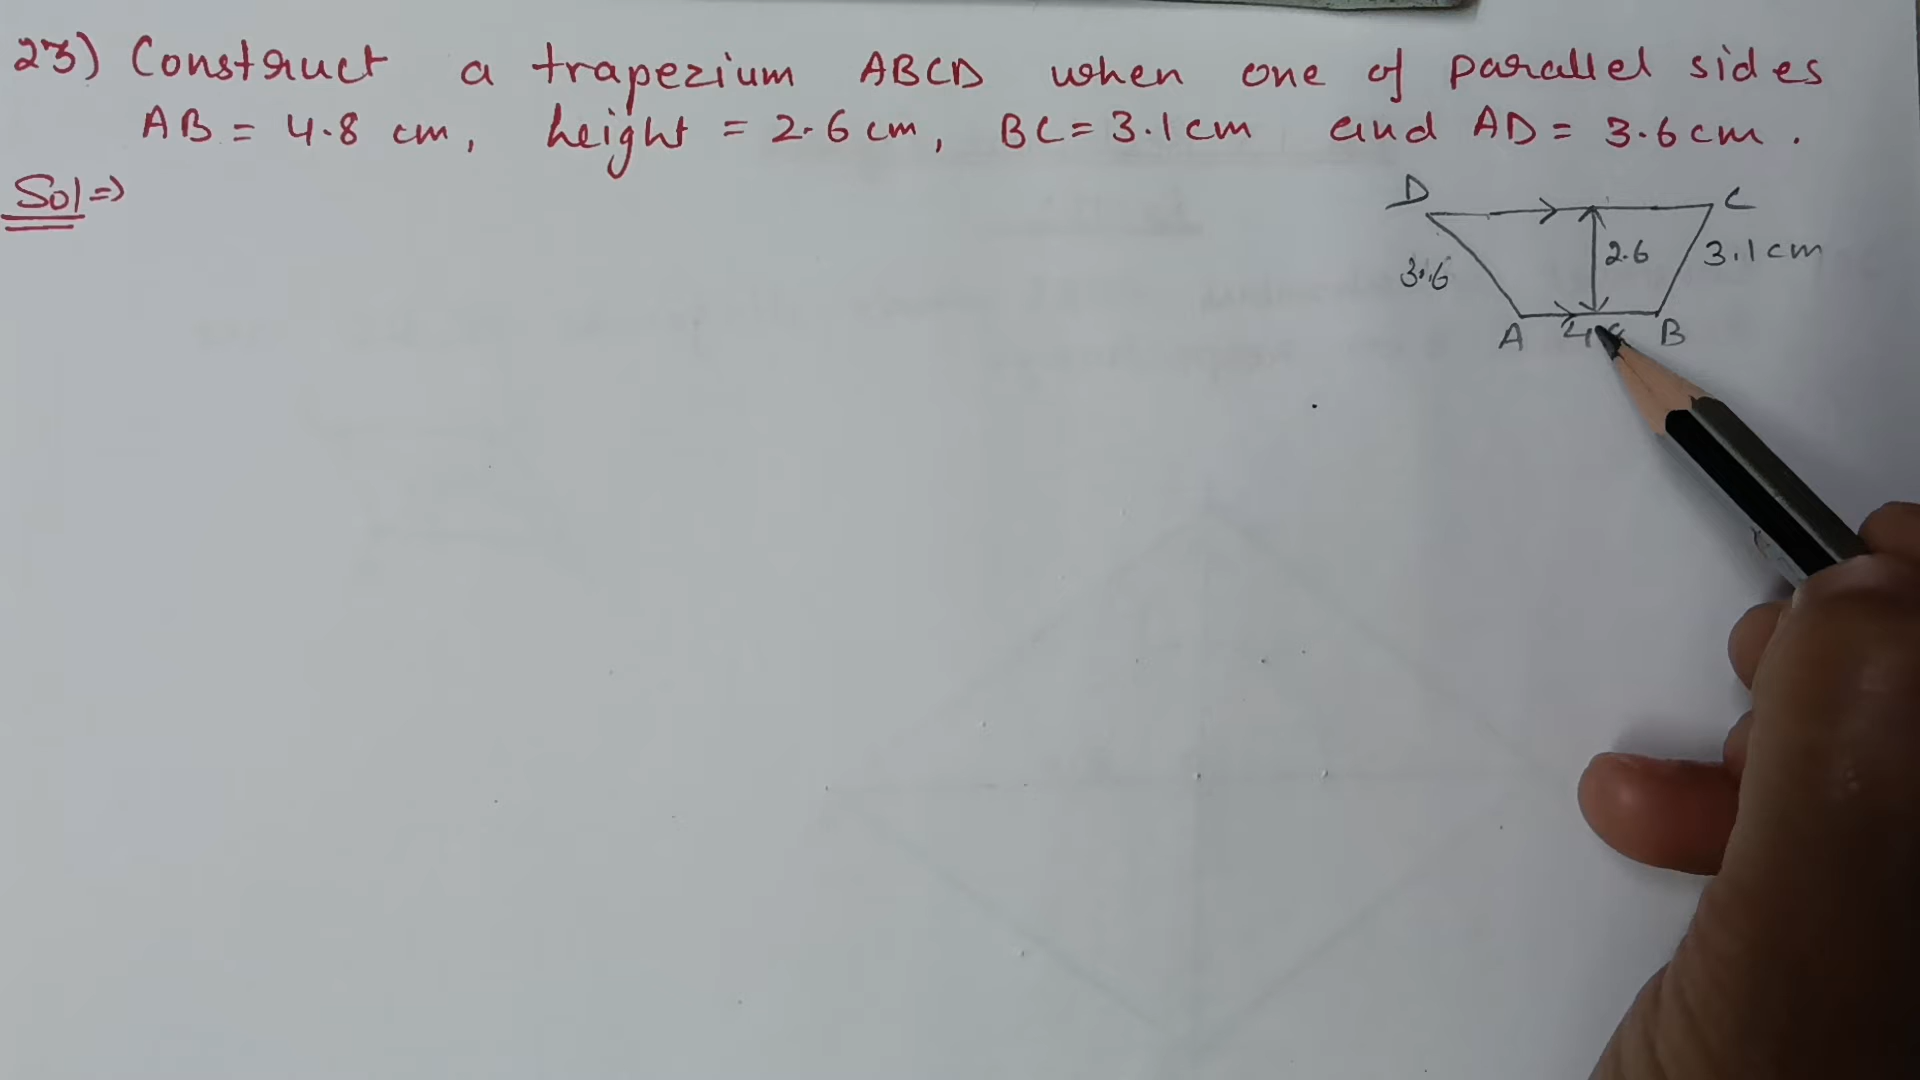 23) Construct a trapezium ABCD when one of parallel sides
AB = 4.8 cm, height = 2.6 cm, BC = 3.1 cm and AD = 3.6 cm.
Sol ⇒
D C
3.6 2.6 3.1 cm
A B